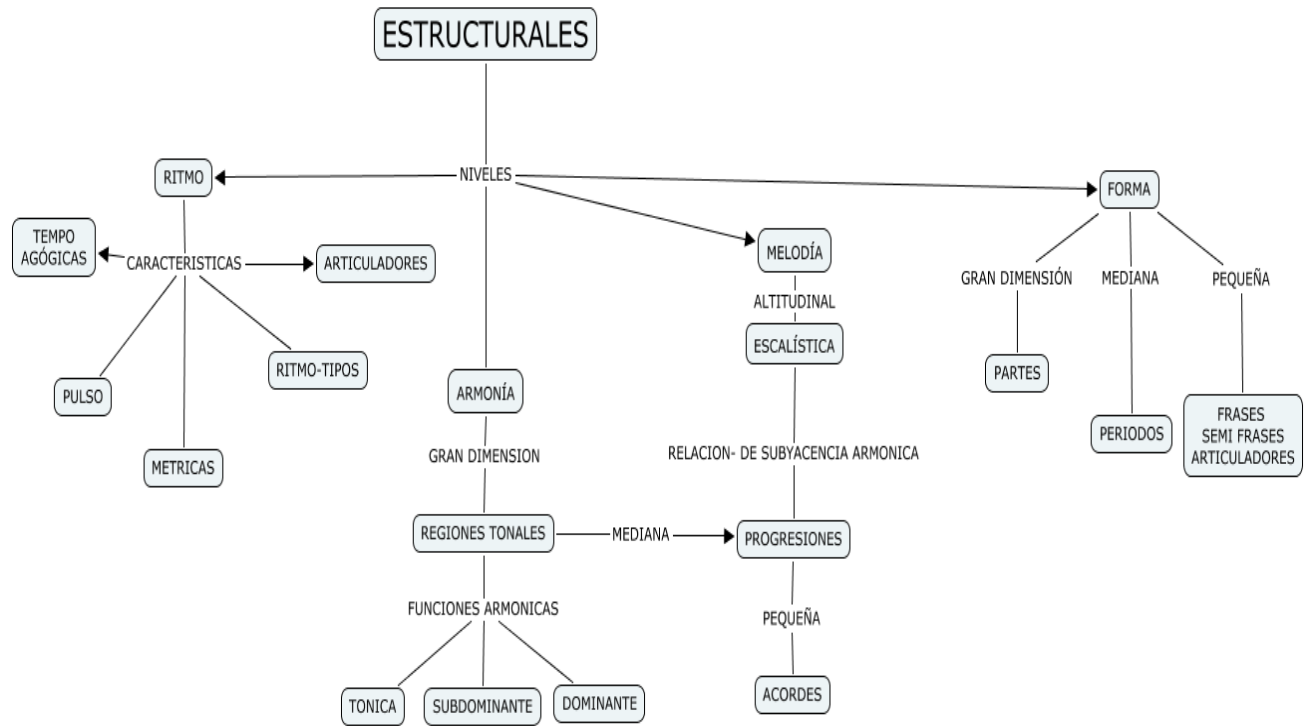 ESTRUCTURALES
NIVELES
RITMO
FORMA
TEMPO
AGÓGICAS
CARACTERISTICAS
ARTICULADORES
MELODÍA
GRAN DIMENSIÓN
MEDIANA
PEQUEÑA
ALTITUDINAL
ESCALÍSTICA
RITMO-TIPOS
PARTES
PULSO
ARMONÍA
FRASES
SEMI FRASES
ARTICULADORES
PERIODOS
METRICAS
GRAN DIMENSION
RELACION- DE SUBYACENCIA ARMONICA
REGIONES TONALES
MEDIANA
PROGRESIONES
FUNCIONES ARMONICAS
PEQUEÑA
TONICA
SUBDOMINANTE
DOMINANTE
ACORDES